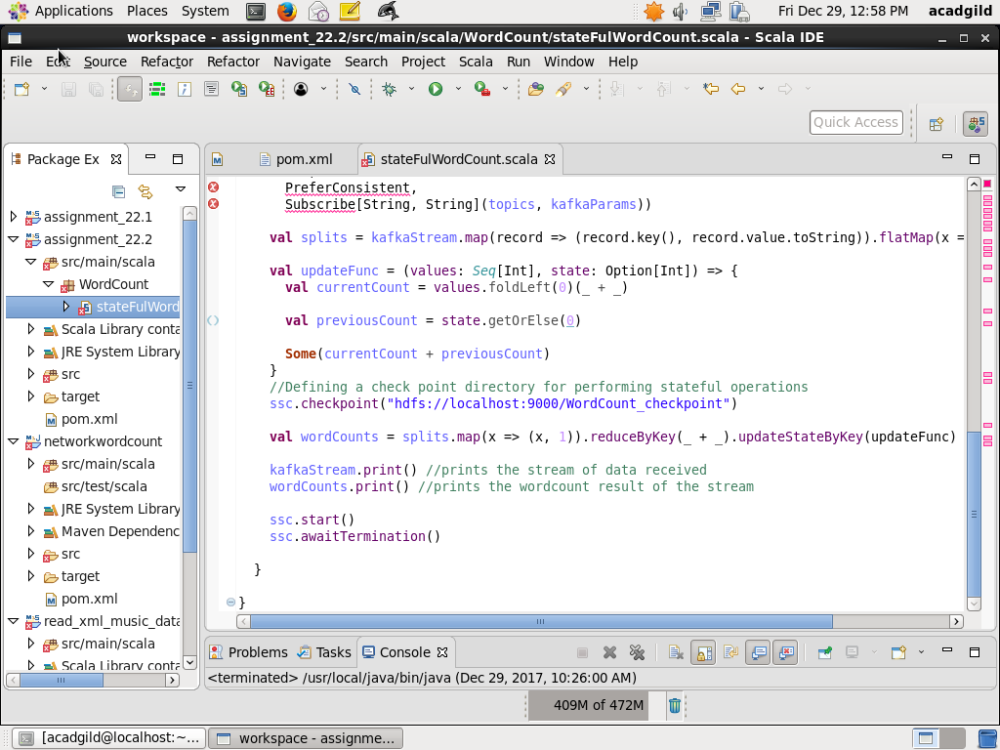 Applications Places System Fri Dec 29, 12:58 PM acadgild
workspace - assignment_22.2/src/main/scala/WordCount/stateFulWordCount.scala - Scala IDE
File Edit Source Refactor Refactor Navigate Search Project Scala Run Window Help
Quick Access
Package Ex
pom.xml stateFulWordCount.scala
assignment_22.1
assignment_22.2
src/main/scala
WordCount
stateFulWord
Scala Library conta
JRE System Library
src
target
pom.xml
networkwordcount
src/main/scala
src/test/scala
JRE System Library
Maven Dependenc
src
target
pom.xml
read_xml_music_data
src/main/scala
Scala Library conta
PreferConsistent,
Subscribe[String, String](topics, kafkaParams))
val splits = kafkaStream.map(record => (record.key(), record.value.toString)).flatMap(x =
val updateFunc = (values: Seq[Int], state: Option[Int]) => {
val currentCount = values.foldLeft(0)(_ + _)
val previousCount = state.getOrElse(0)
Some(currentCount + previousCount)
}
//Defining a check point directory for performing stateful operations
ssc.checkpoint("hdfs://localhost:9000/WordCount_checkpoint")
val wordCounts = splits.map(x => (x, 1)).reduceByKey(_ + _).updateStateByKey(updateFunc)
kafkaStream.print() //prints the stream of data received
wordCounts.print() //prints the wordcount result of the stream
ssc.start()
ssc.awaitTermination()
}
}
Problems Tasks Console
<terminated> /usr/local/java/bin/java (Dec 29, 2017, 10:26:00 AM)
409M of 472M
[acadgild@localhost:~... workspace - assignme...